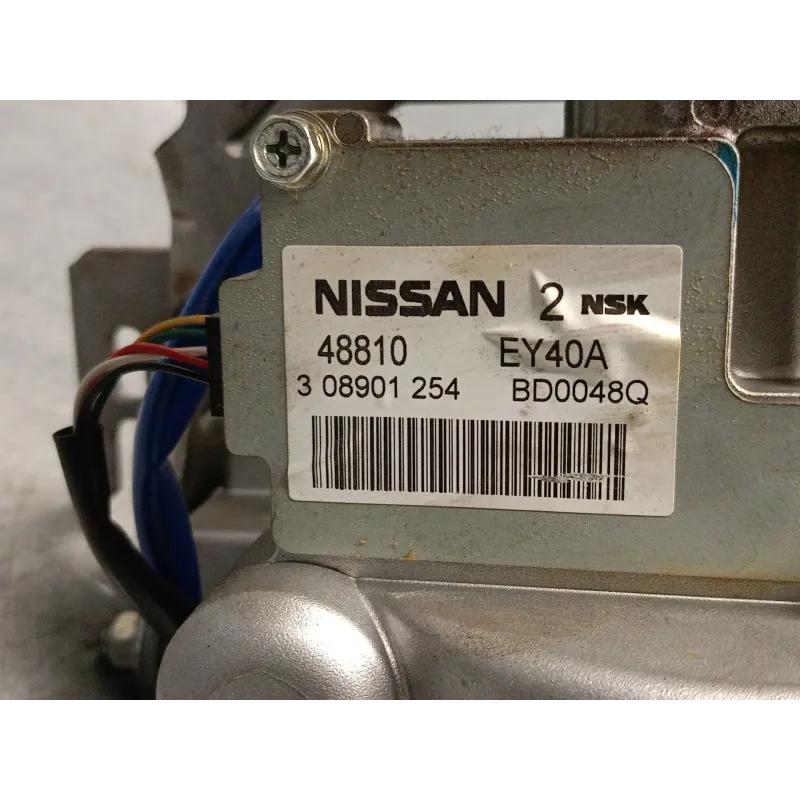 NISSAN 2 NSK
48810 EY40A
3 08901 254 BD0048Q